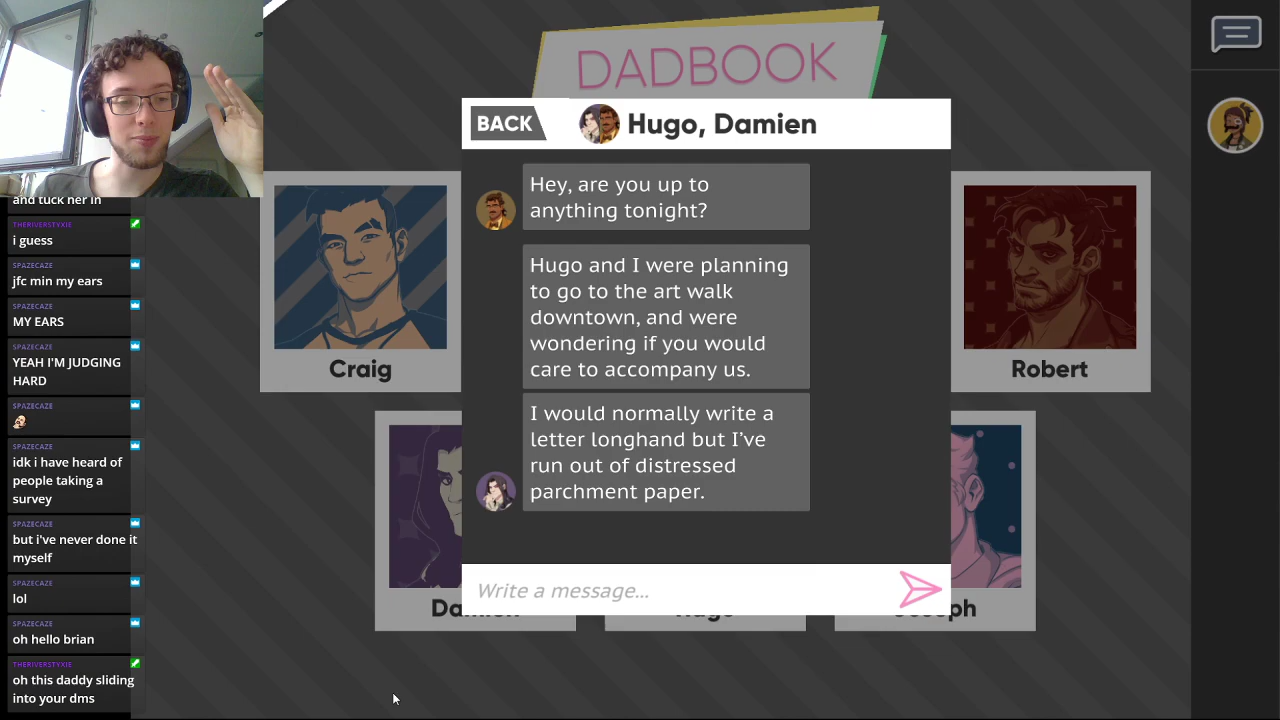 DADBOOK
BACK
Hugo, Damien
Hey, are you up to
anything tonight?
Hugo and I were planning
to go to the art walk
downtown, and were
wondering if you would
care to accompany us.
I would normally write a
letter longhand but I’ve
run out of distressed
parchment paper.
Write a message...
Craig
Robert
and tuck her in
THERIVERSTYXIE
i guess
SPAZECAZE
jfc min my ears
SPAZECAZE
MY EARS
SPAZECAZE
YEAH I'M JUDGING
HARD
SPAZECAZE
SPAZECAZE
idk i have heard of
people taking a
survey
SPAZECAZE
but i've never done it
myself
SPAZECAZE
lol
SPAZECAZE
oh hello brian
THERIVERSTYXIE
oh this daddy sliding
into your dms